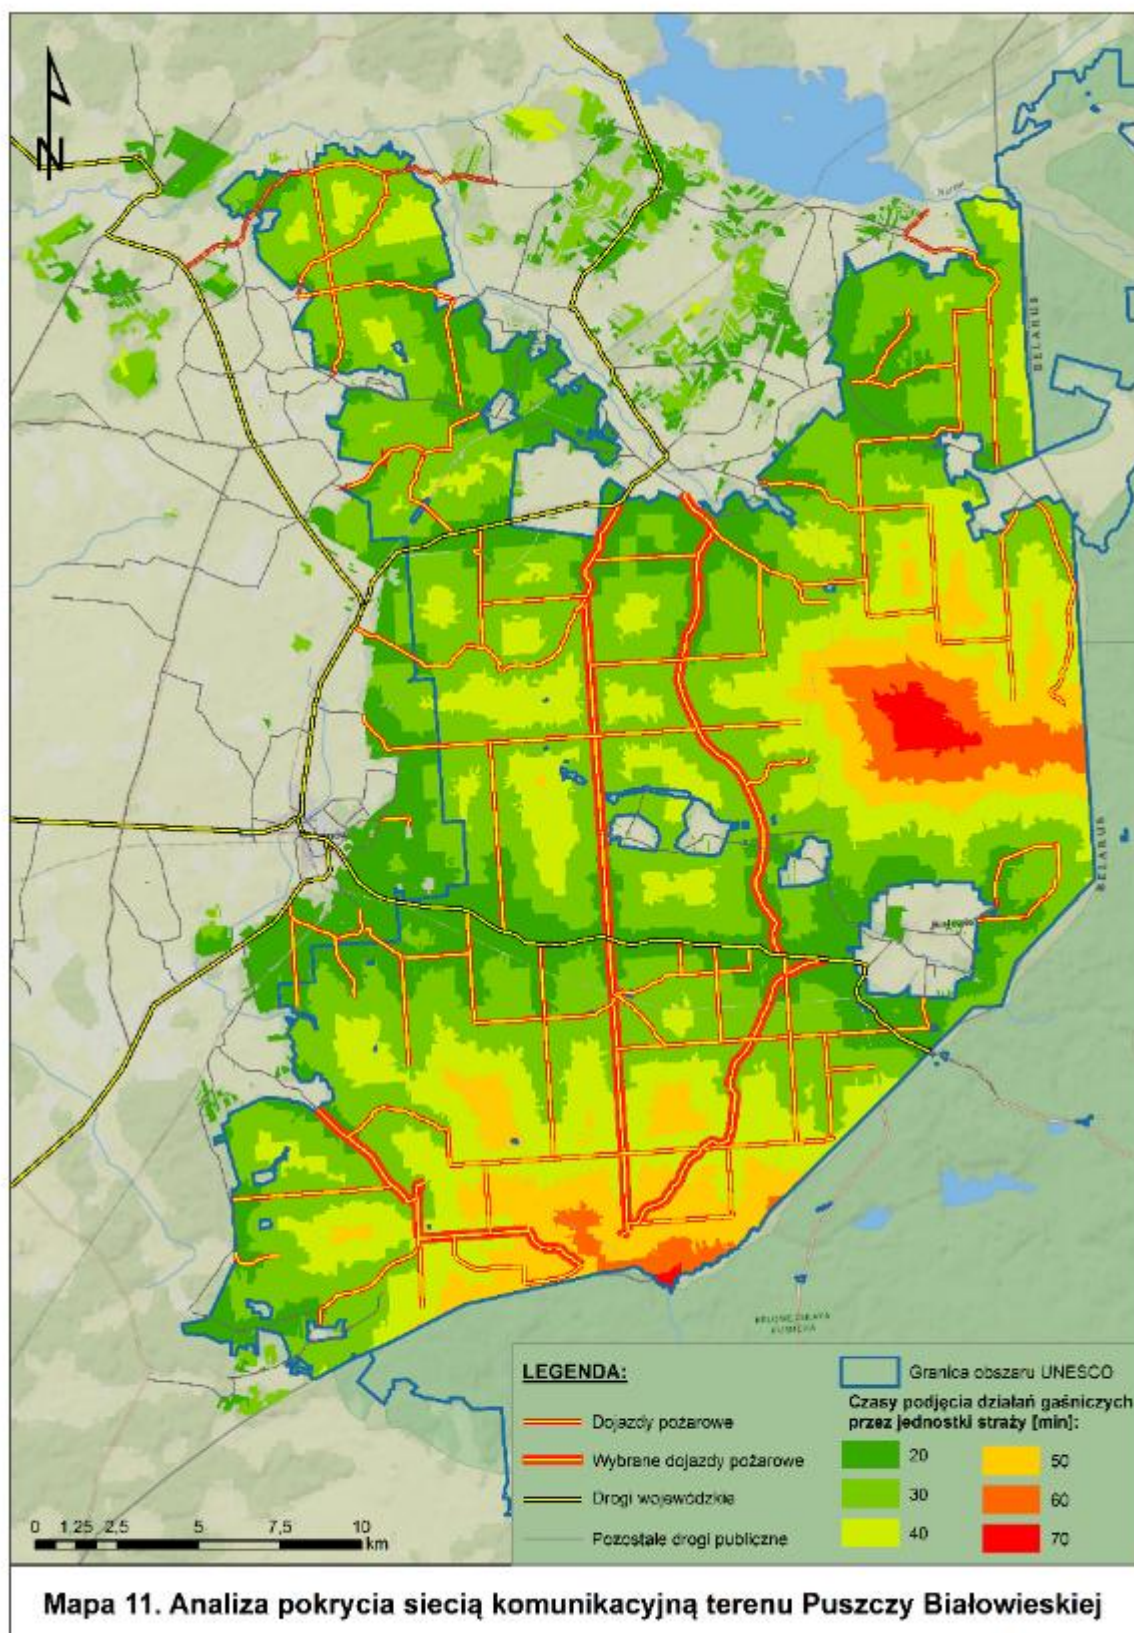 N
Narew
BELARUS
BELARUS
Białowieża
LEGENDA:
Dojazdy pożarowe
Wybrane dojazdy pożarowe
Drogi wojewódzkie
Pozostałe drogi publiczne
Granica obszaru UNESCO
Czasy podjęcia działań gaśniczych
przez jednostki straży [min]:
20
30
40
50
60
70
0 1,25 2,5 5 7,5 10
km
Mapa 11. Analiza pokrycia siecią komunikacyjną terenu Puszczy Białowieskiej